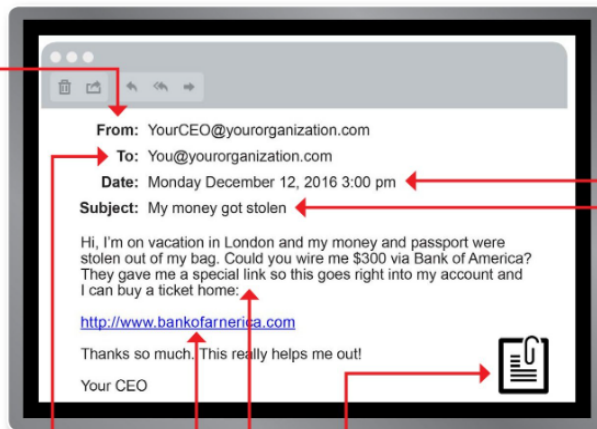 From: YourCEO@yourorganization.com
To: You@yourorganization.com
Date: Monday December 12, 2016 3:00 pm
Subject: My money got stolen
Hi, I'm on vacation in London and my money and passport were
stolen out of my bag. Could you wire me $300 via Bank of America?
They gave me a special link so this goes right into my account and
I can buy a ticket home:
http://www.bankofarnerica.com
Thanks so much. This really helps me out!
Your CEO